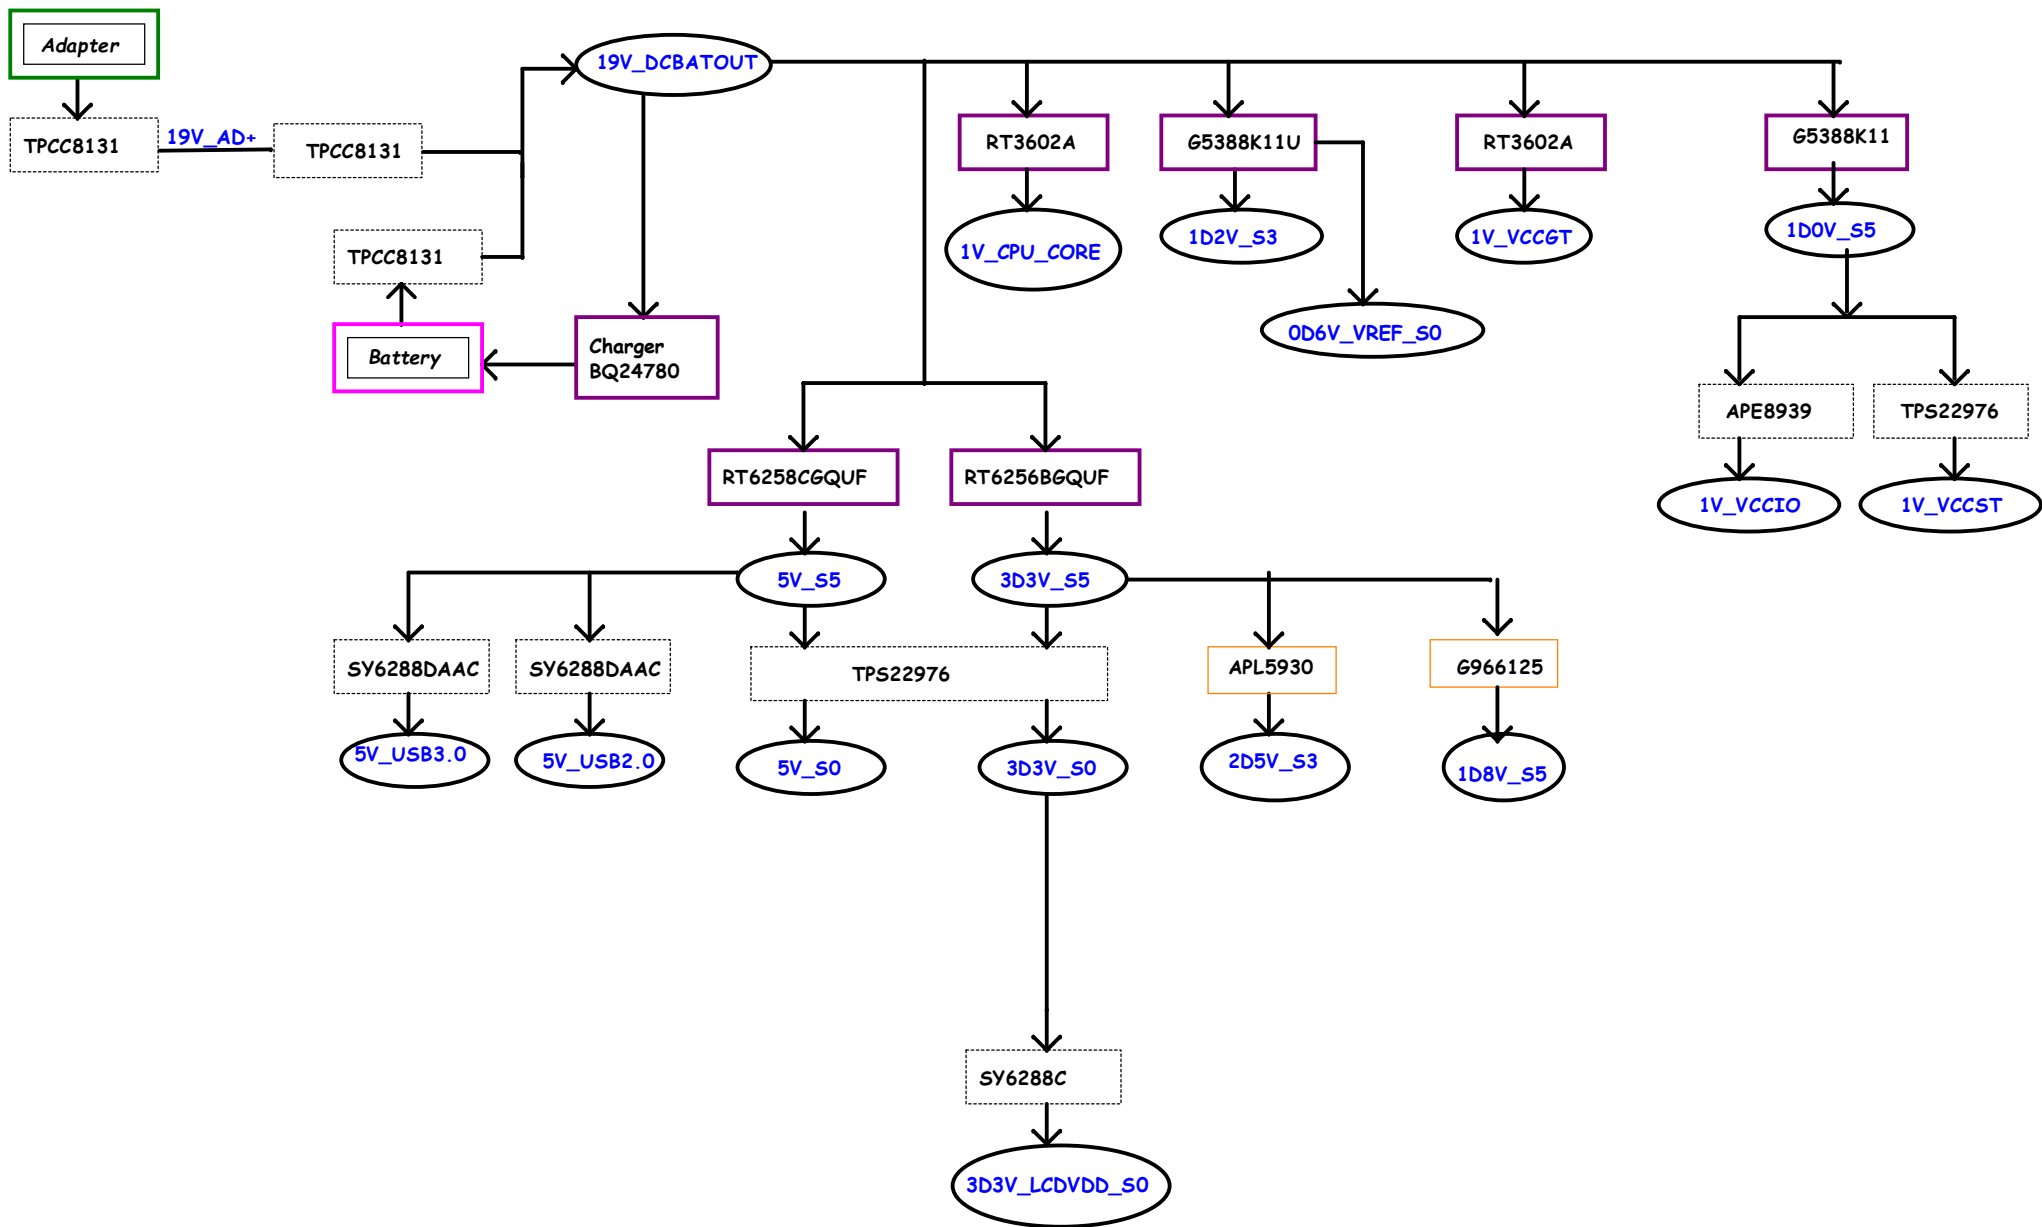 Adapter
19V_DCBATOUT
TPCC8131
19V_AD+
TPCC8131
RT3602A
G5388K11U
RT3602A
G5388K11
TPCC8131
1V_CPU_CORE
1D2V_S3
1V_VCCGT
1D0V_S5
Battery
Charger
BQ24780
0D6V_VREF_S0
APE8939
TPS22976
RT6258CGQUF
RT6256BGQUF
1V_VCCIO
1V_VCCST
5V_S5
3D3V_S5
SY6288DAAC
SY6288DAAC
TPS22976
APL5930
G966125
5V_USB3.0
5V_USB2.0
5V_S0
3D3V_S0
2D5V_S3
1D8V_S5
SY6288C
3D3V_LCDVDD_S0